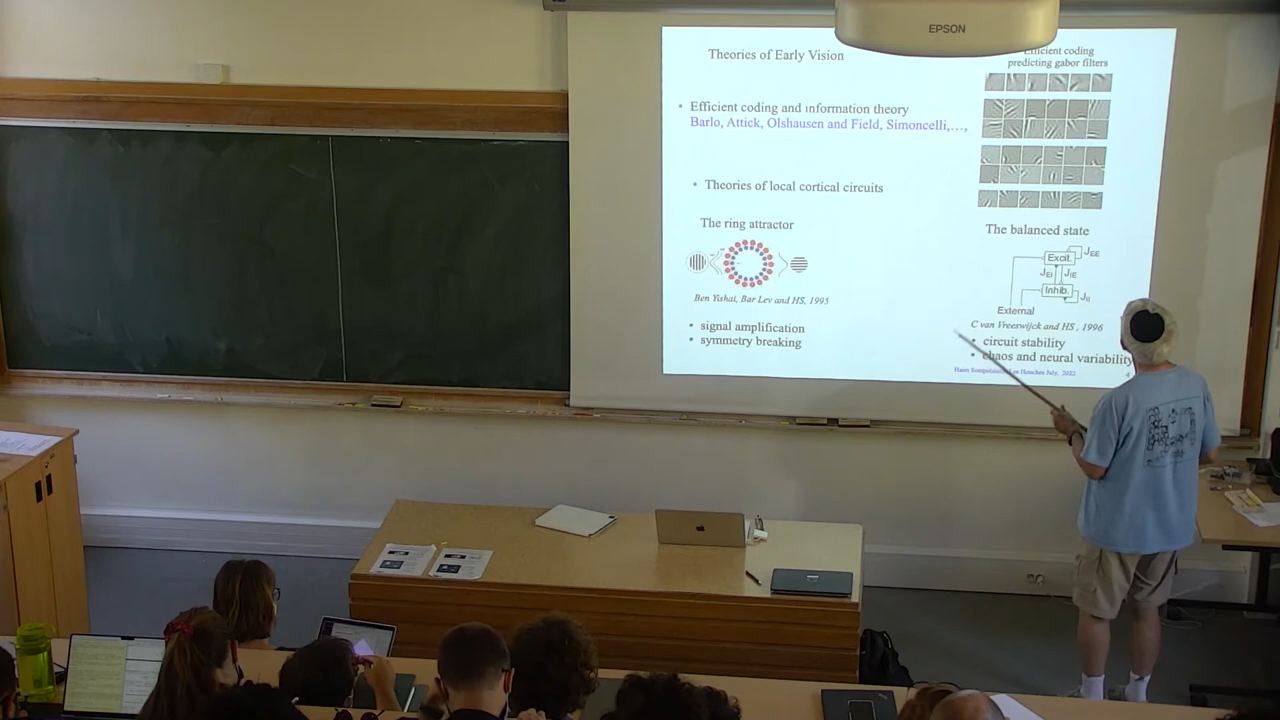 EPSON
Theories of Early Vision
Efficient coding
predicting gabor filters
• Efficient coding and information theory
Barlo, Attick, Olshausen and Field, Simoncelli,…,
• Theories of local cortical circuits
The ring attractor
Ben Yishai, Bar Lev and HS, 1995
• signal amplification
• symmetry breaking
The balanced state
Excit.
JEE
JEI
JIE
Inhib.
JII
External
C van Vreeswijck and HS, 1996
• circuit stability
• chaos and neural variability
Haim Sompolinsky Les Houches July, 2022
4